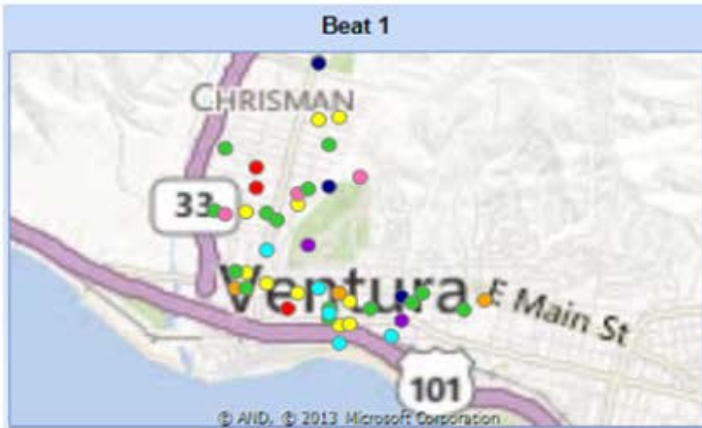 Beat 1
CHRISMAN
33
Ventura
E Main St
101
© AND, © 2013 Microsoft Corporation